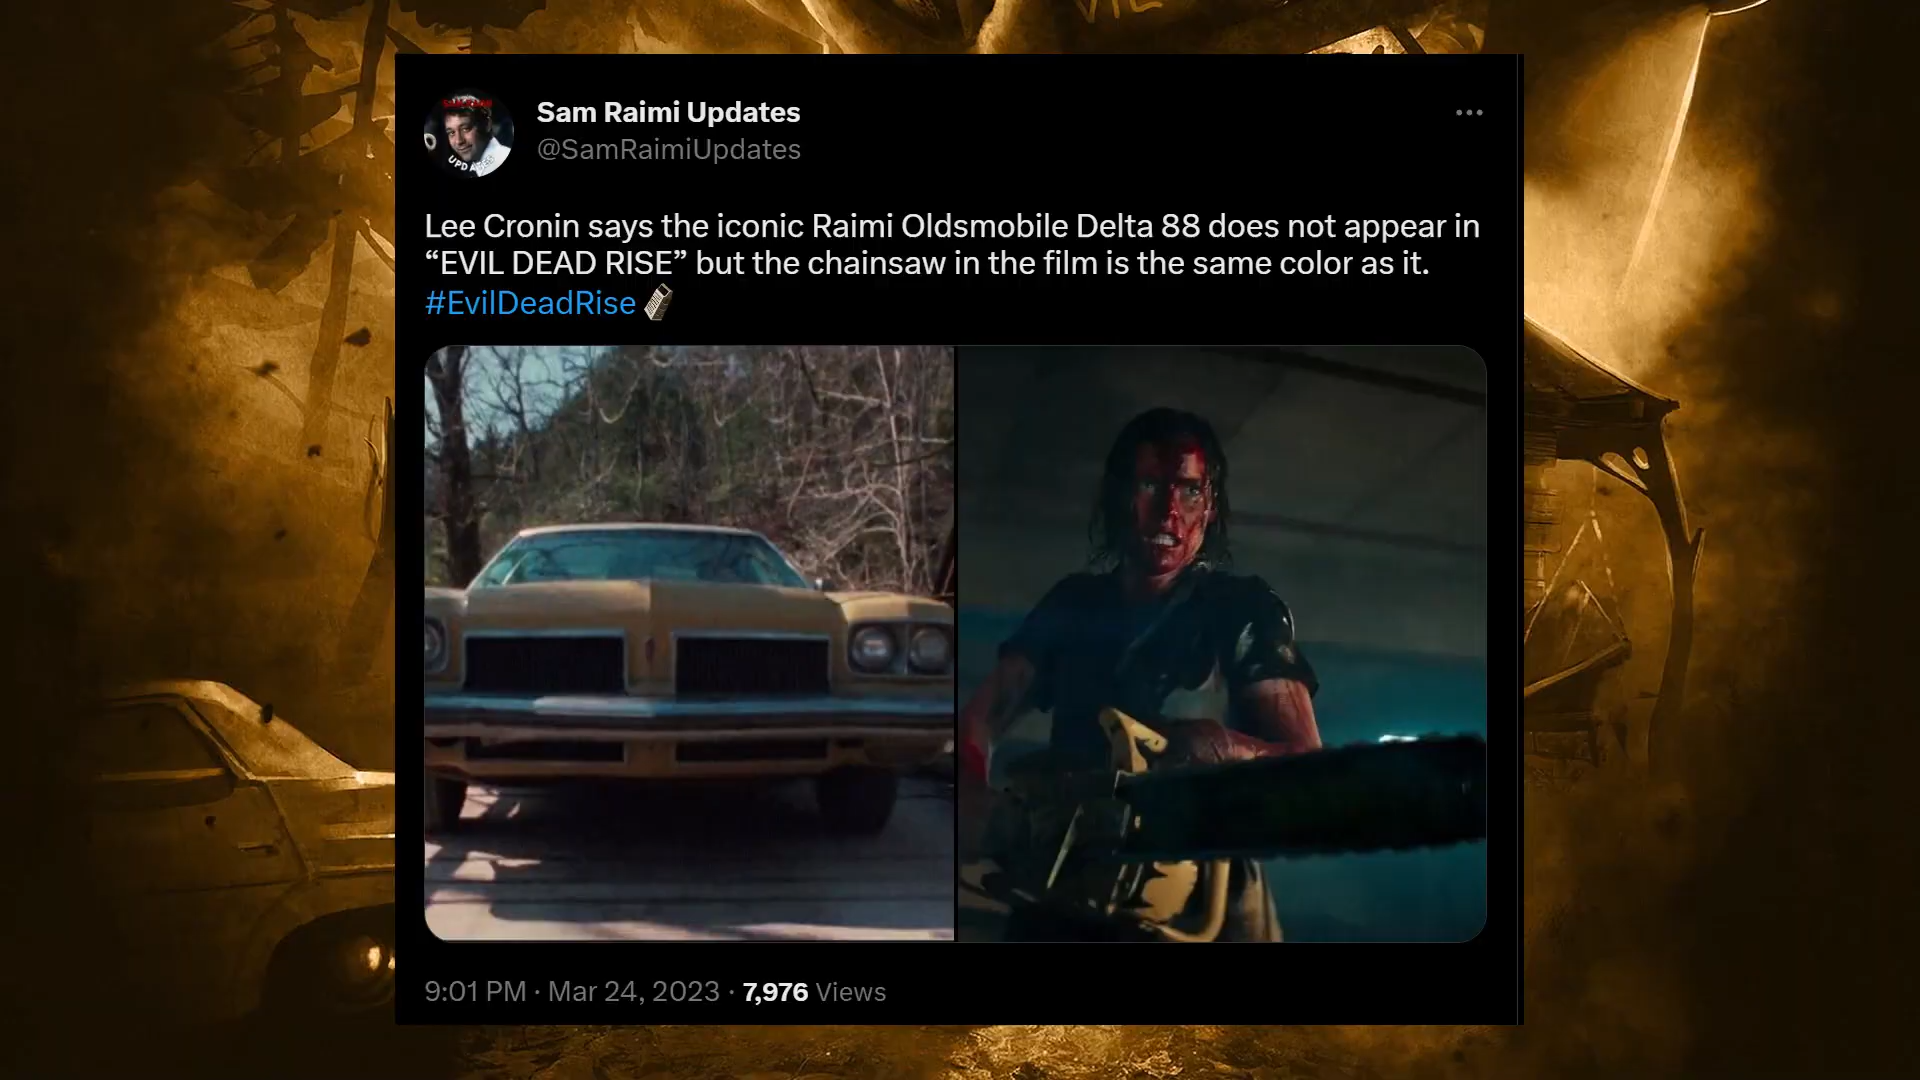 VIL
Sam Raimi Updates
@SamRaimiUpdates
UPDATES
Lee Cronin says the iconic Raimi Oldsmobile Delta 88 does not appear in
“EVIL DEAD RISE” but the chainsaw in the film is the same color as it.
#EvilDeadRise
9:01 PM · Mar 24, 2023 · 7,976 Views